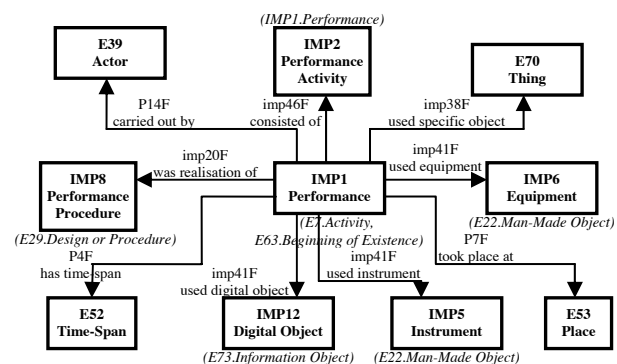 (IMP1.Performance)
E39
Actor
IMP2
Performance
Activity
E70
Thing
P14F
carried out by
imp46F
consisted of
imp38F
used specific object
imp20F
was realisation of
imp41F
used equipment
IMP8
Performance
Procedure
IMP1
Performance
IMP6
Equipment
(E29.Design or Procedure)
(E7.Activity,
E63.Beginning of Existence)
(E22.Man-Made Object)
P4F
has time-span
imp41F
used digital object
imp41F
used instrument
P7F
took place at
E52
Time-Span
IMP12
Digital Object
IMP5
Instrument
E53
Place
(E73.Information Object)
(E22.Man-Made Object)